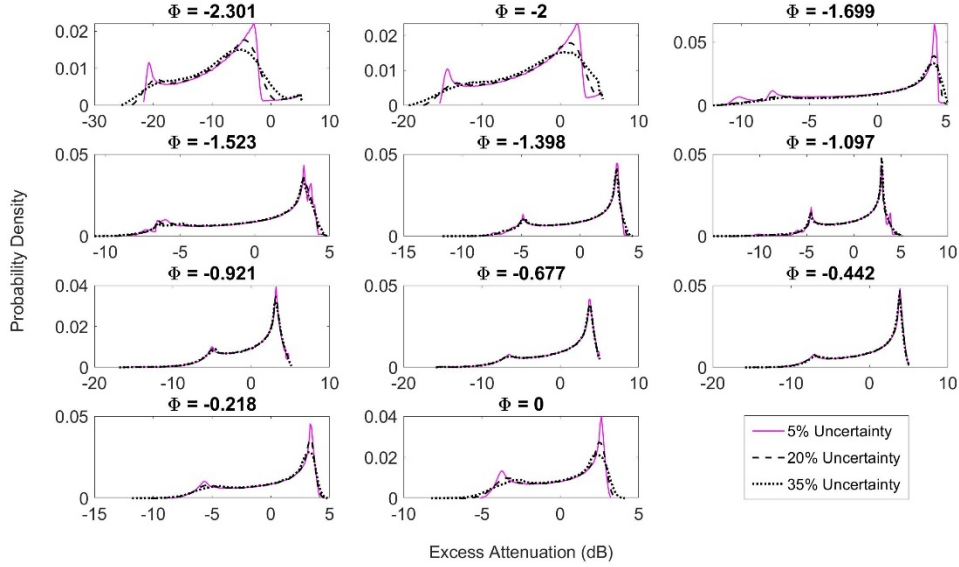 Φ = -2.301
Φ = -2
Φ = -1.699
0.02
0.01
0
-30 -20 -10 0 10
0.02
0.01
0
-20 -15 -10 -5 0 5 10
0.05
0
-10 -5 0 5
Φ = -1.523
Φ = -1.398
Φ = -1.097
0.05
0
-10 -5 0 5
0.05
0
-15 -10 -5 0 5
0.05
0
-15 -10 -5 0 5 10
Probability Density
Φ = -0.921
Φ = -0.677
Φ = -0.442
0.04
0.02
0
-20 -10 0 10
0.05
0
-20 -10 0 10
0.05
0
-20 -10 0 10
Φ = -0.218
Φ = 0
0.05
0
-15 -10 -5 0 5
0.04
0.02
0
-10 -5 0 5
5% Uncertainty
20% Uncertainty
35% Uncertainty
Excess Attenuation (dB)